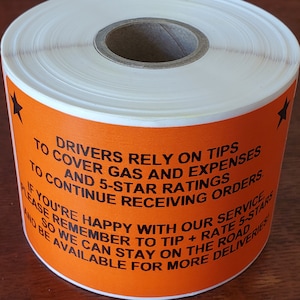 DRIVERS RELY ON TIPS
TO COVER GAS AND EXPENSES
AND 5-STAR RATINGS
TO CONTINUE RECEIVING ORDERS
IF YOU'RE HAPPY WITH OUR SERVICE
PLEASE REMEMBER TO TIP + RATE 5-STARS
SO WE CAN STAY ON THE ROAD
AND BE AVAILABLE FOR MORE DELIVERIES